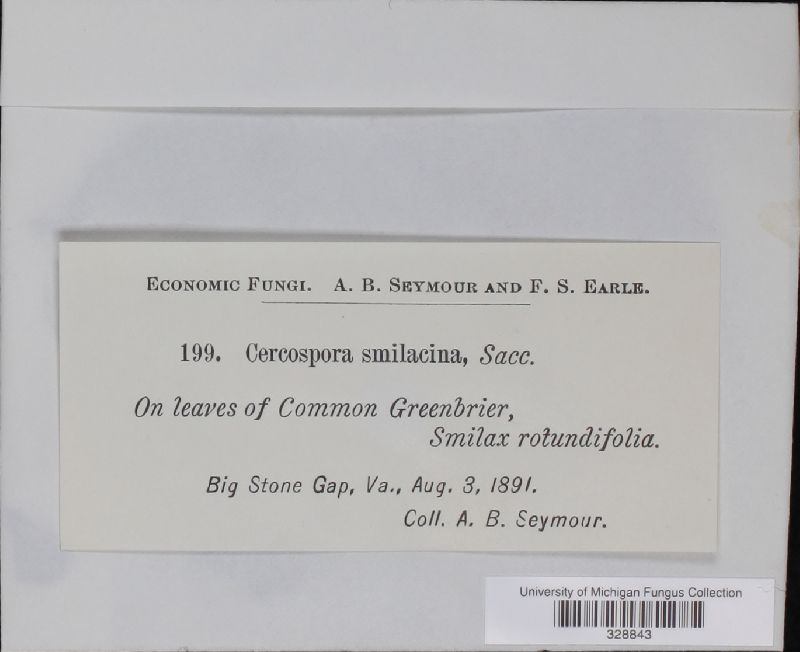 ECONOMIC FUNGI. A. B. SEYMOUR AND F. S. EARLE.
199. Cercospora smilacina, Sacc.
On leaves of Common Greenbrier,
Smilax rotundifolia.
Big Stone Gap, Va., Aug. 3, 1891.
Coll. A. B. Seymour.
University of Michigan Fungus Collection
328843